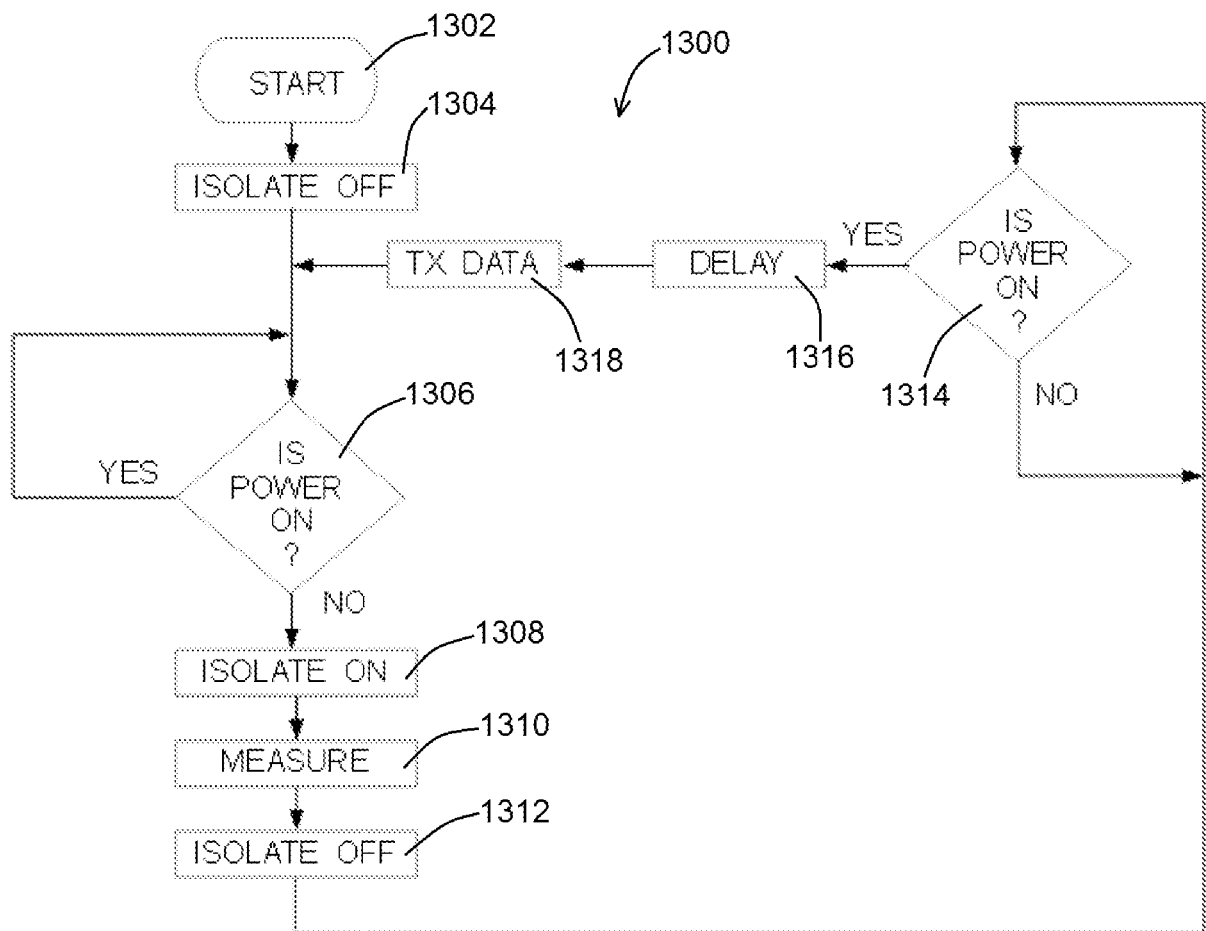 1302
START
1300
1304
ISOLATE OFF
IS
POWER
ON
?
1314
YES
DELAY
1316
TX DATA
1318
NO
1306
IS
POWER
ON
?
YES
NO
1308
ISOLATE ON
1310
MEASURE
1312
ISOLATE OFF